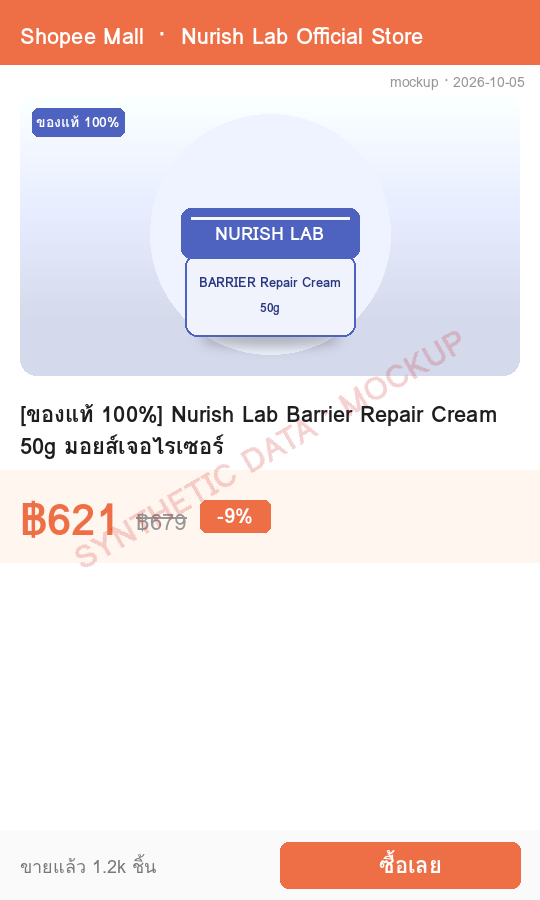 Shopee Mall · Nurish Lab Official Store
mockup · 2026-10-05
ของแท้ 100%
NURISH LAB
BARRIER Repair Cream
50g
[ของแท้ 100%] Nurish Lab Barrier Repair Cream
50g มอยส์เจอไรเซอร์
฿621 ฿679 -9%
SYNTHETIC DATA MOCKUP
ขายแล้ว 1.2k ชิ้น
ซื้อเลย